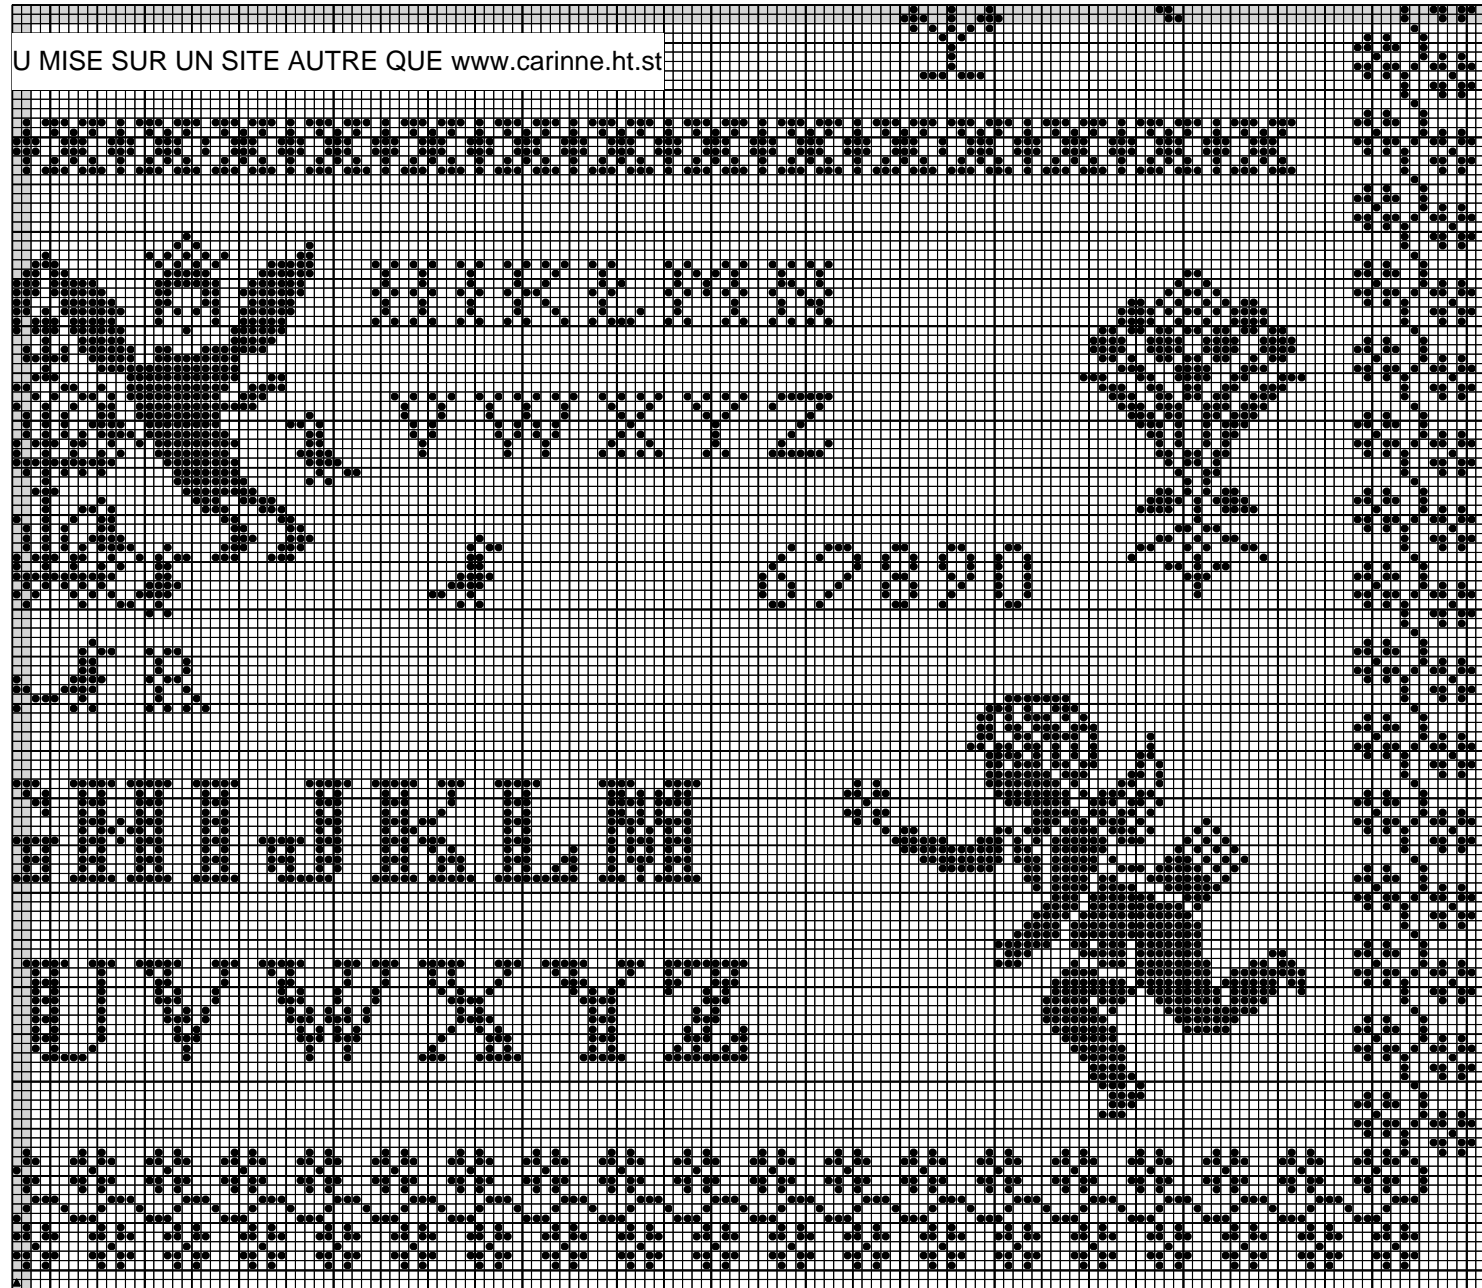 U MISE SUR UN SITE AUTRE QUE www.carinne.ht.st
H I K L M N
V W X Y Z
6 7 8 9 0
R
G H I J K L M
U V W X Y Z